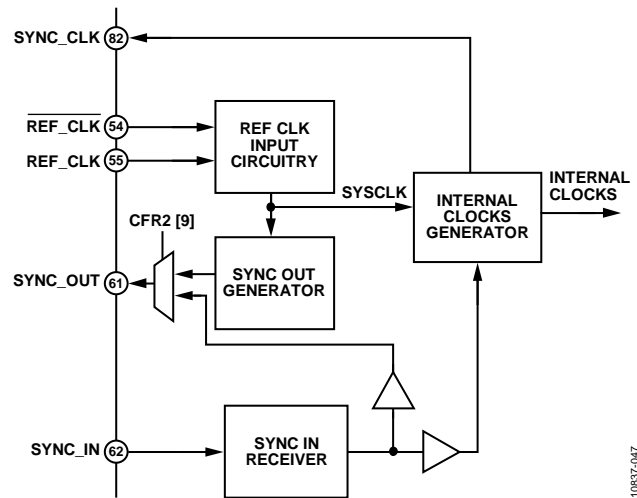 SYNC_CLK
82
REF_CLK
54
REF_CLK
55
REF CLK
INPUT
CIRCUITRY
SYSCLK
INTERNAL
CLOCKS
GENERATOR
INTERNAL
CLOCKS
CFR2 [9]
SYNC_OUT
61
SYNC OUT
GENERATOR
SYNC_IN
62
SYNC IN
RECEIVER
10837-047